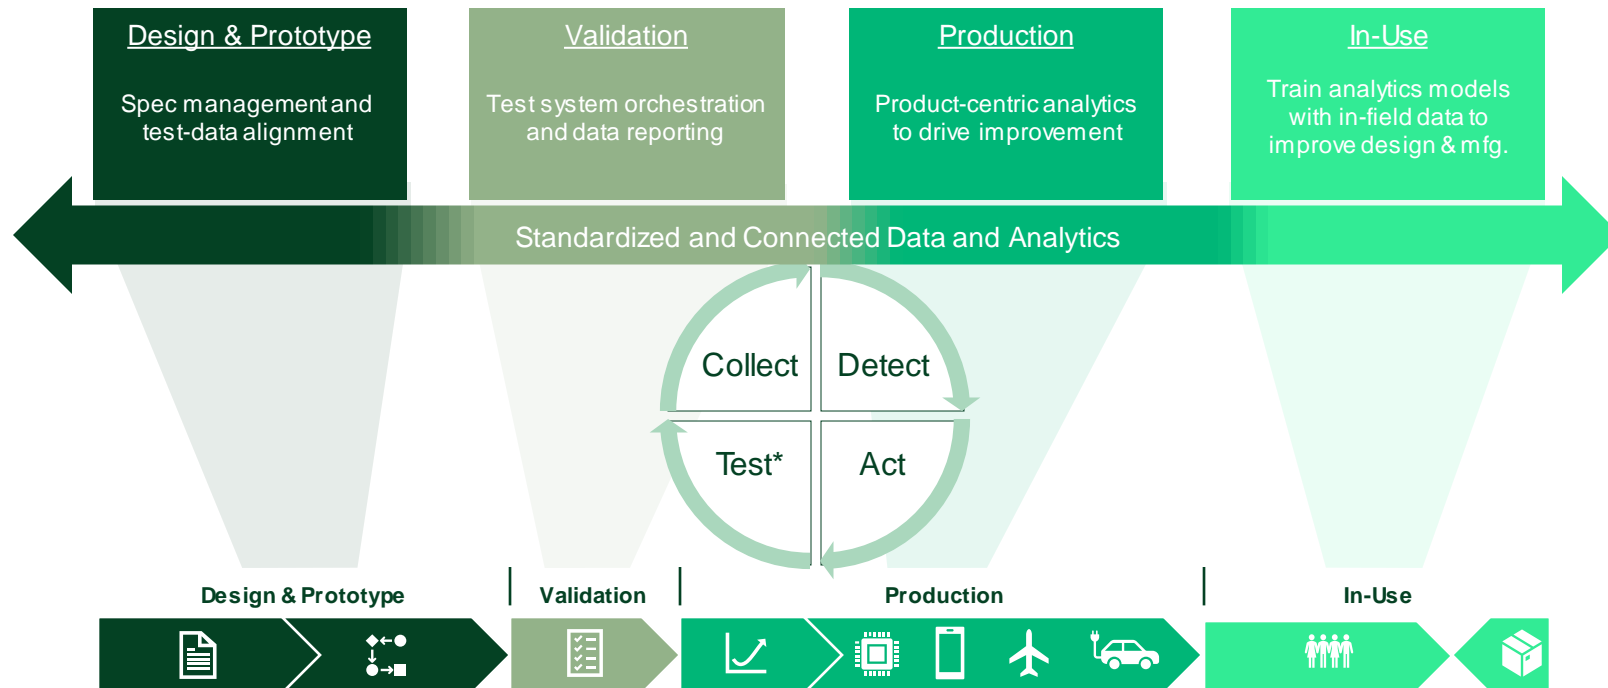 Design & Prototype
Spec management and
test-data alignment
Validation
Test system orchestration
and data reporting
Production
Product-centric analytics
to drive improvement
In-Use
Train analytics models
with in-field data to
improve design & mfg.
Standardized and Connected Data and Analytics
Collect
Detect
Test*
Act
Design & Prototype
Validation
Production
In-Use